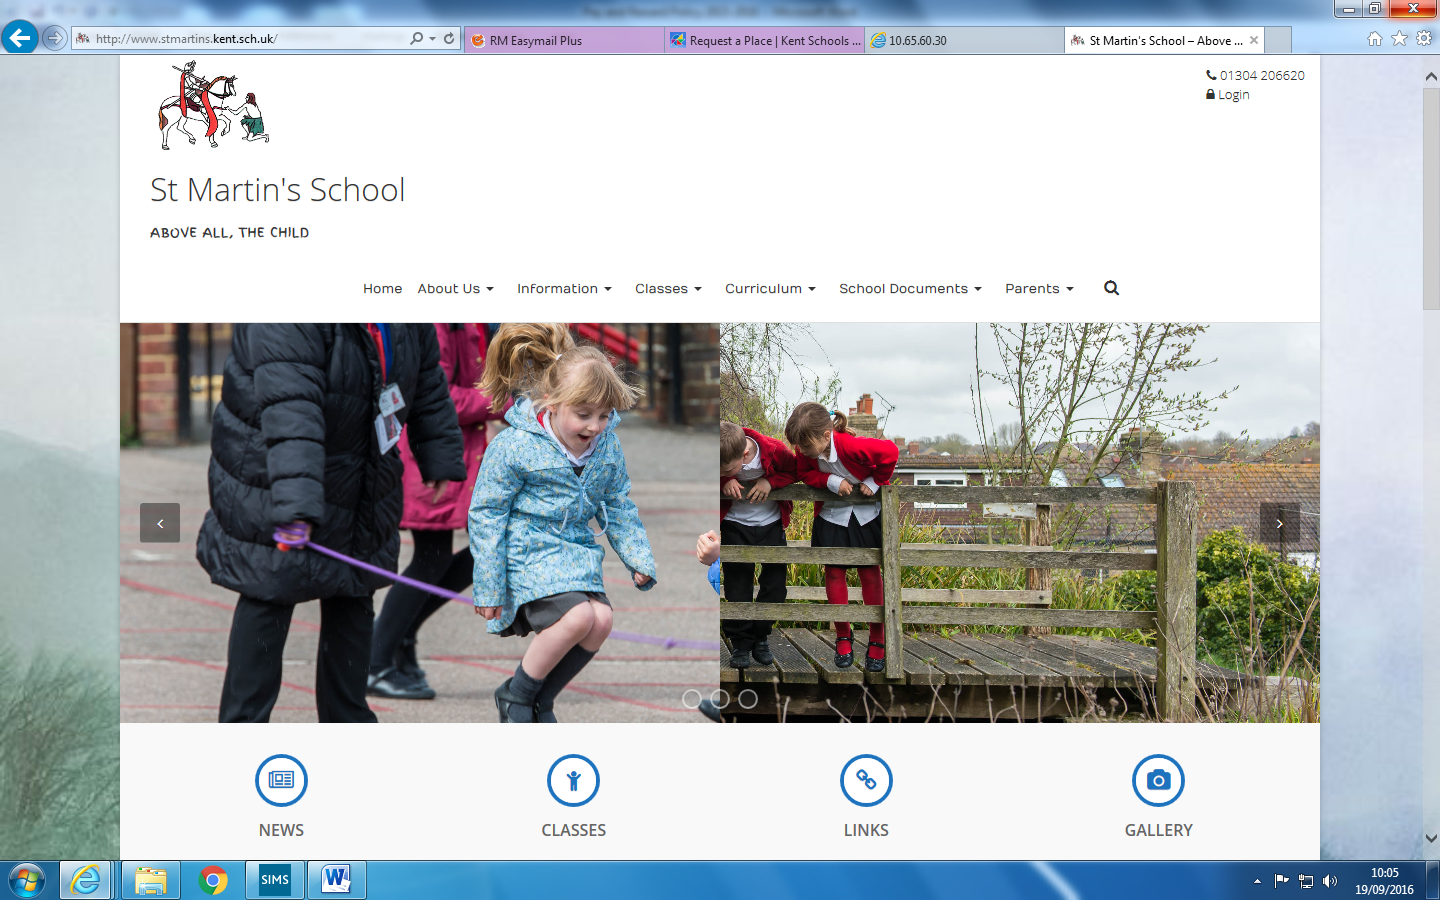 http://www.stmartins.kent.sch.uk/
RM Easymail Plus
Request a Place | Kent Schools ...
10.65.60.30
St Martin's School – Above ...
01304 206620
Login
St Martin's School
ABOVE ALL, THE CHILD
Home
About Us
Information
Classes
Curriculum
School Documents
Parents
NEWS
CLASSES
LINKS
GALLERY
SIMS
W
10:05
19/09/2016